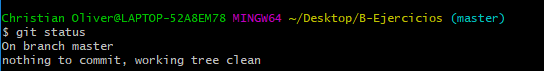 Christian Oliver@LAPTOP-52A8EM78 MINGW64 ~/Desktop/B-Ejercicios (master)
$ git status
On branch master
nothing to commit, working tree clean